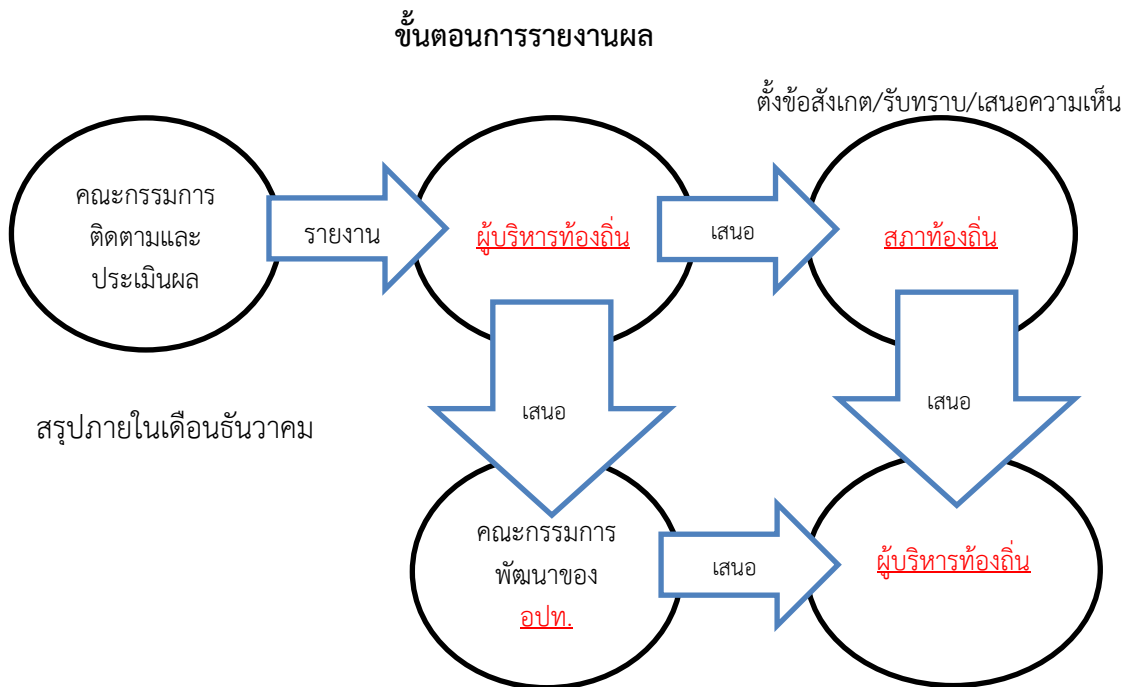 ขั้นตอนการรายงานผล
ตั้งข้อสังเกต/รับทราบ/เสนอความเห็น
คณะกรรมการ
ติดตามและ
ประเมินผล
รายงาน
ผู้บริหารท้องถิ่น
เสนอ
สภาท้องถิ่น
สรุปภายในเดือนธันวาคม
เสนอ
เสนอ
คณะกรรมการ
พัฒนาของ
อปท.
เสนอ
ผู้บริหารท้องถิ่น